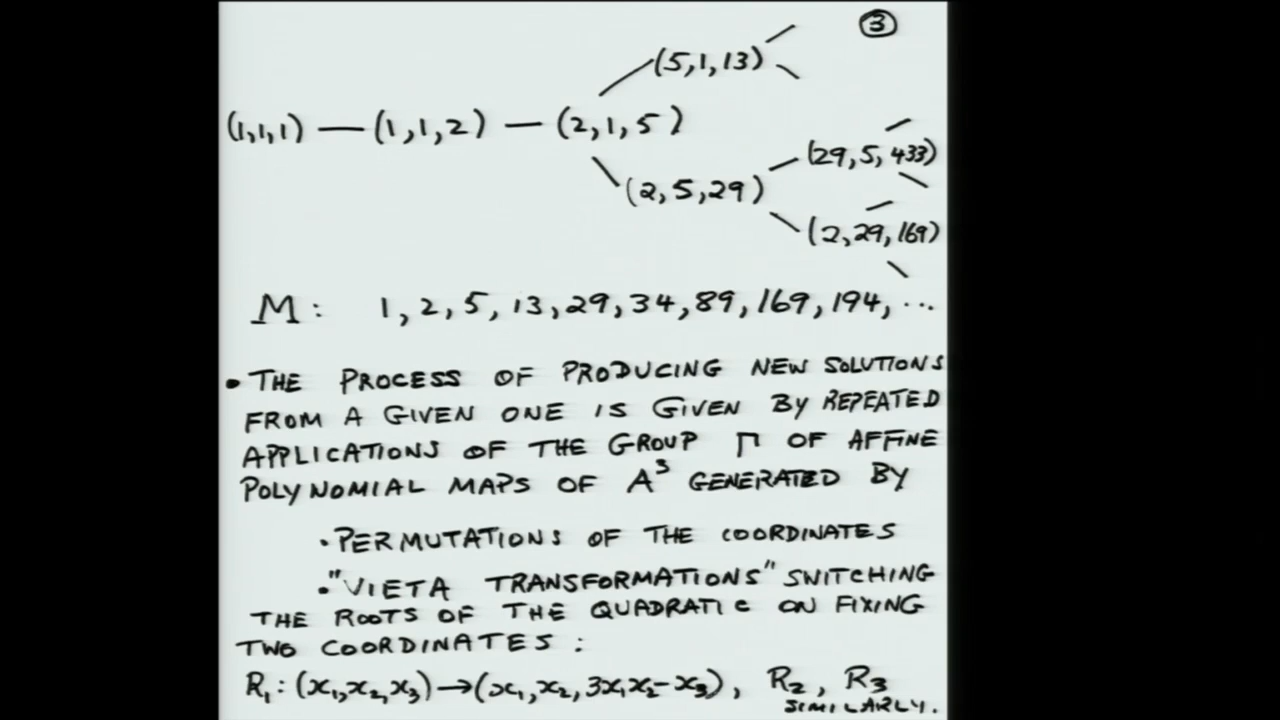 ③
(5,1,13)
(1,1,1) — (1,1,2) — (2,1,5)
(29,5,433)
(2,5,29)
(2,29,169)
M: 1, 2, 5, 13, 29, 34, 89, 169, 194, ...
• THE PROCESS OF PRODUCING NEW SOLUTIONS
FROM A GIVEN ONE IS GIVEN BY REPEATED
APPLICATIONS OF THE GROUP Γ OF AFFINE
POLYNOMIAL MAPS OF A³ GENERATED BY
• PERMUTATIONS OF THE COORDINATES
• "VIETA TRANSFORMATIONS" SWITCHING
THE ROOTS OF THE QUADRATIC ON FIXING
TWO COORDINATES:
R₁: (x₁,x₂,x₃) → (x₁,x₂,3x₁x₂-x₃), R₂, R₃
SIMILARLY.